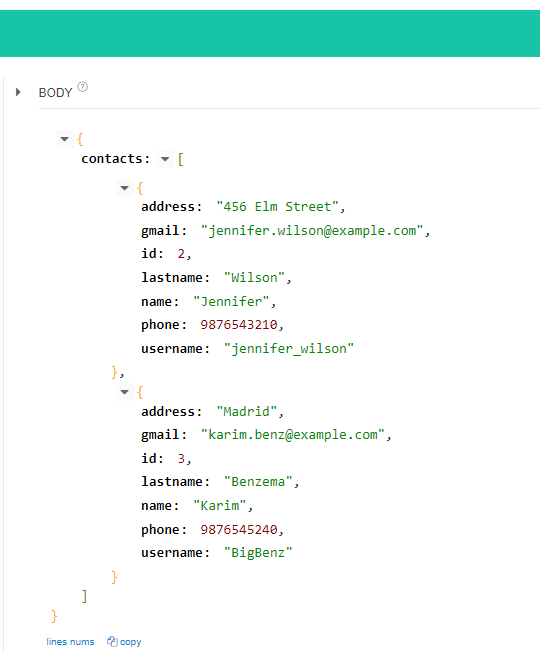 BODY ?
{
contacts: [
{
address: "456 Elm Street",
gmail: "jennifer.wilson@example.com",
id: 2,
lastname: "Wilson",
name: "Jennifer",
phone: 9876543210,
username: "jennifer_wilson"
},
{
address: "Madrid",
gmail: "karim.benz@example.com",
id: 3,
lastname: "Benzema",
name: "Karim",
phone: 9876545240,
username: "BigBenz"
}
]
}
lines nums copy